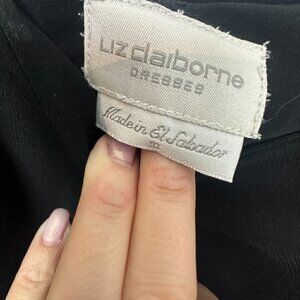 Liz claiborne
DRESSES
Made in El Salvador